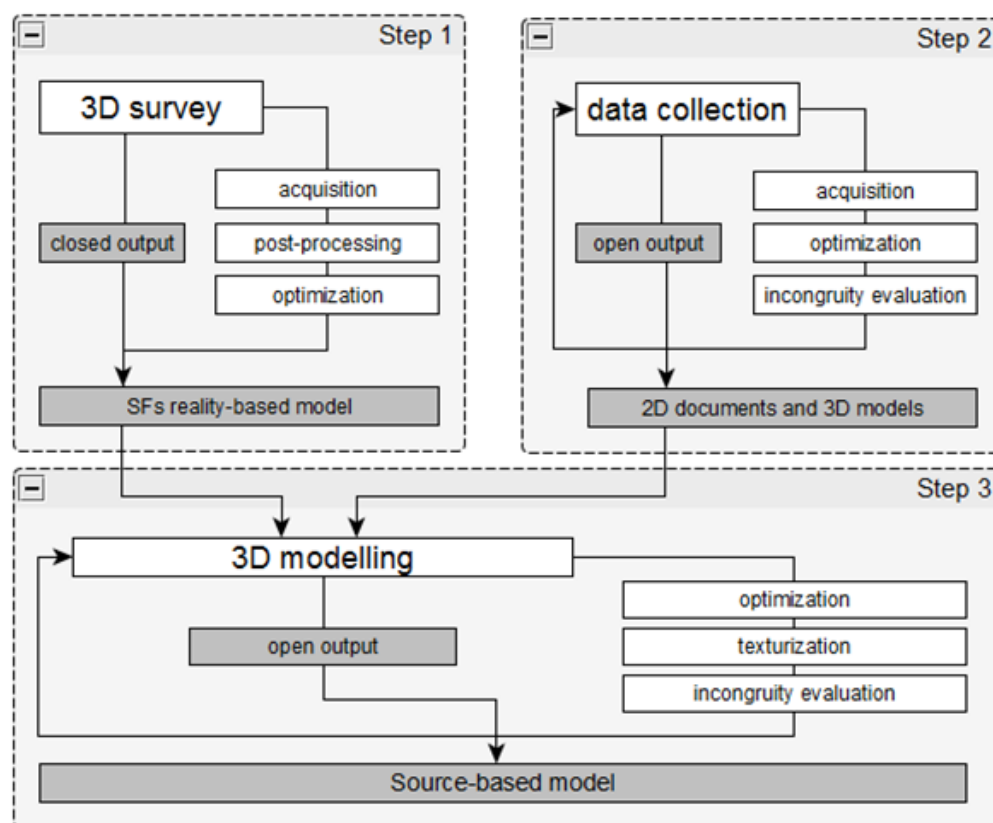 Step 1
3D survey
acquisition
closed output
post-processing
optimization
SFs reality-based model
Step 2
data collection
acquisition
open output
optimization
incongruity evaluation
2D documents and 3D models
Step 3
3D modelling
optimization
open output
texturization
incongruity evaluation
Source-based model